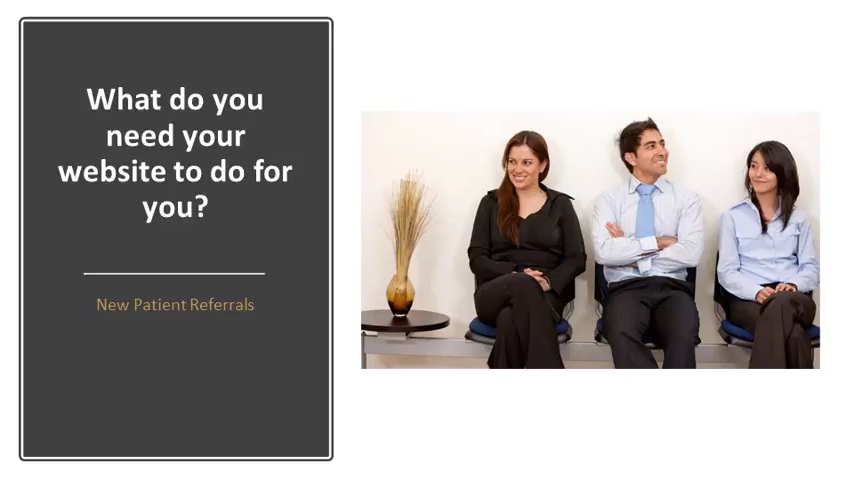 What do you
need your
website to do for
you?
New Patient Referrals